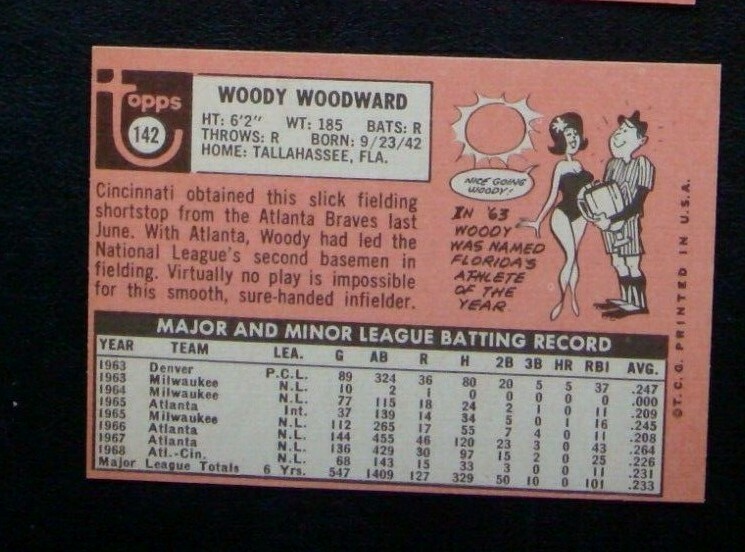 topps
142
WOODY WOODWARD
HT: 6'2" WT: 185 BATS: R
THROWS: R BORN: 9/23/42
HOME: TALLAHASSEE, FLA.
Cincinnati obtained this slick fielding
shortstop from the Atlanta Braves last
June. With Atlanta, Woody had led the
National League's second basemen in
fielding. Virtually no play is impossible
for this smooth, sure-handed infielder.
NICE GOING
WOODY!
IN '63
WOODY
WAS NAMED
FLORIDA'S
ATHLETE
OF THE
YEAR
©T.C.G. PRINTED IN U.S.A.
MAJOR AND MINOR LEAGUE BATTING RECORD
YEAR TEAM LEA. G AB R H 2B 3B HR RBI AVG.
1963 Denver P.C.L. 89 324 36 80 20 5 5 37 .247
1963 Milwaukee N.L. 10 2 1 0 0 0 0 0 .000
1964 Milwaukee N.L. 77 115 18 24 2 1 0 11 .209
1965 Atlanta Int. 37 139 14 34 5 0 1 16 .245
1965 Milwaukee N.L. 112 265 17 55 7 4 0 11 .208
1966 Atlanta N.L. 144 455 46 120 23 3 0 43 .264
1967 Atlanta N.L. 136 429 30 97 15 2 0 25 .226
1968 Atl.-Cin. N.L. 68 143 15 33 3 0 0 11 .231
Major League Totals 6 Yrs. 547 1409 127 329 50 10 0 101 .233